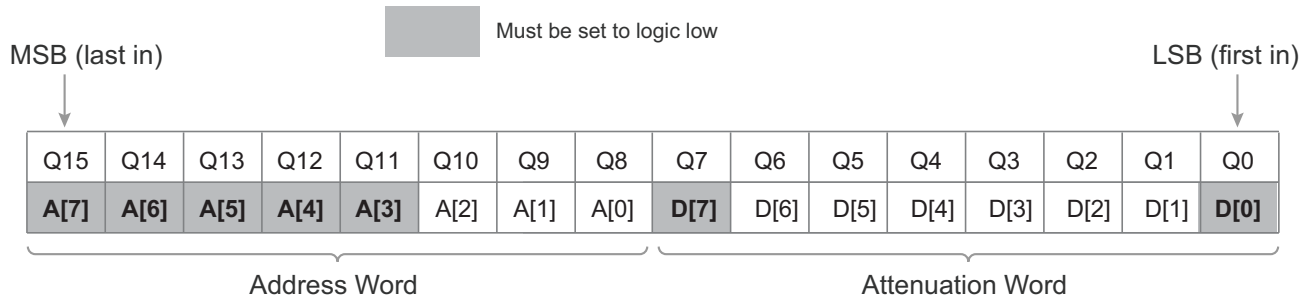 Must be set to logic low
MSB (last in) LSB (first in)
Q15 Q14 Q13 Q12 Q11 Q10 Q9 Q8 Q7 Q6 Q5 Q4 Q3 Q2 Q1 Q0
A[7] A[6] A[5] A[4] A[3] A[2] A[1] A[0] D[7] D[6] D[5] D[4] D[3] D[2] D[1] D[0]
Address Word Attenuation Word